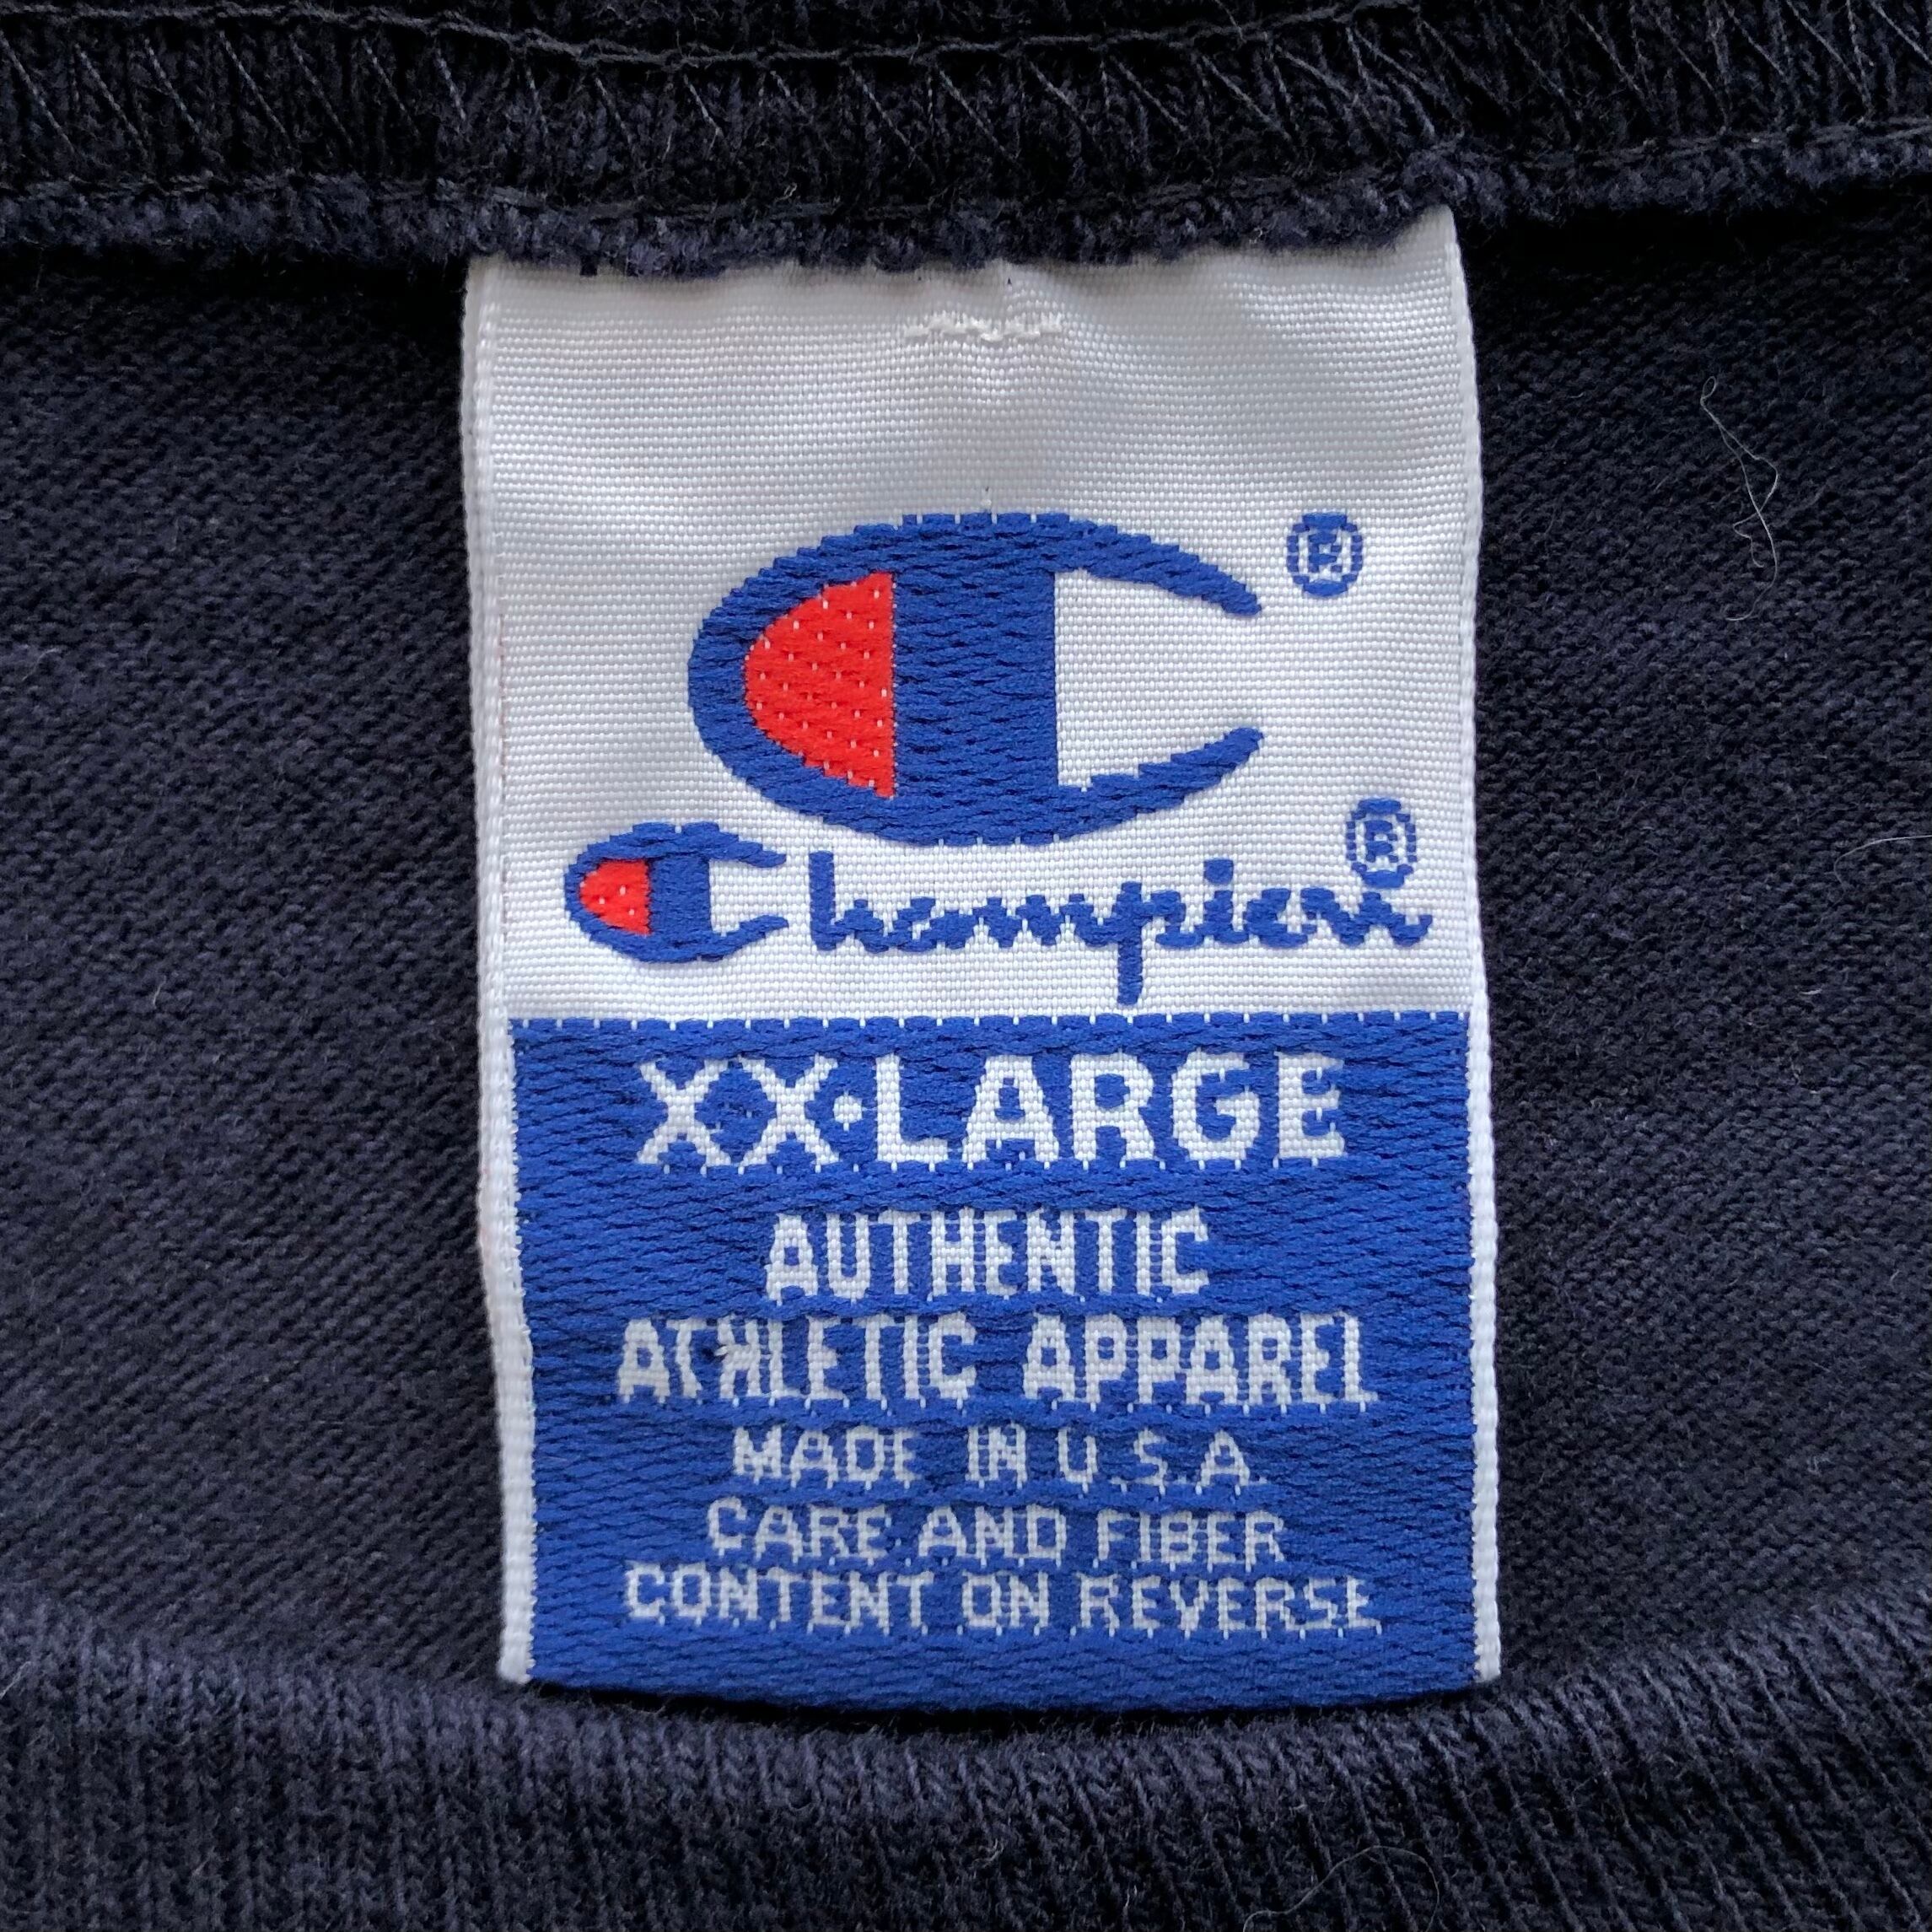 ®
Champion®
XX·LARGE
AUTHENTIC
ATHLETIC APPAREL
MADE IN U.S.A.
CARE AND FIBER
CONTENT ON REVERSE